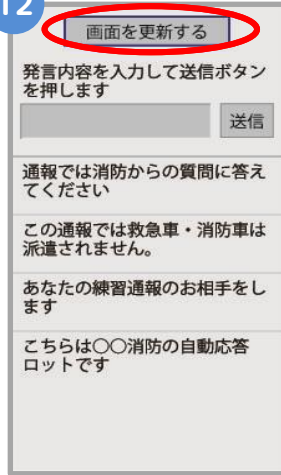 12
画面を更新する
発言内容を入力して送信ボタン
を押します
送信
通報では消防からの質問に答え
てください
この通報では救急車・消防車は
派遣されません。
あなたの練習通報のお相手をし
ます
こちらは〇〇消防の自動応答
ロットです